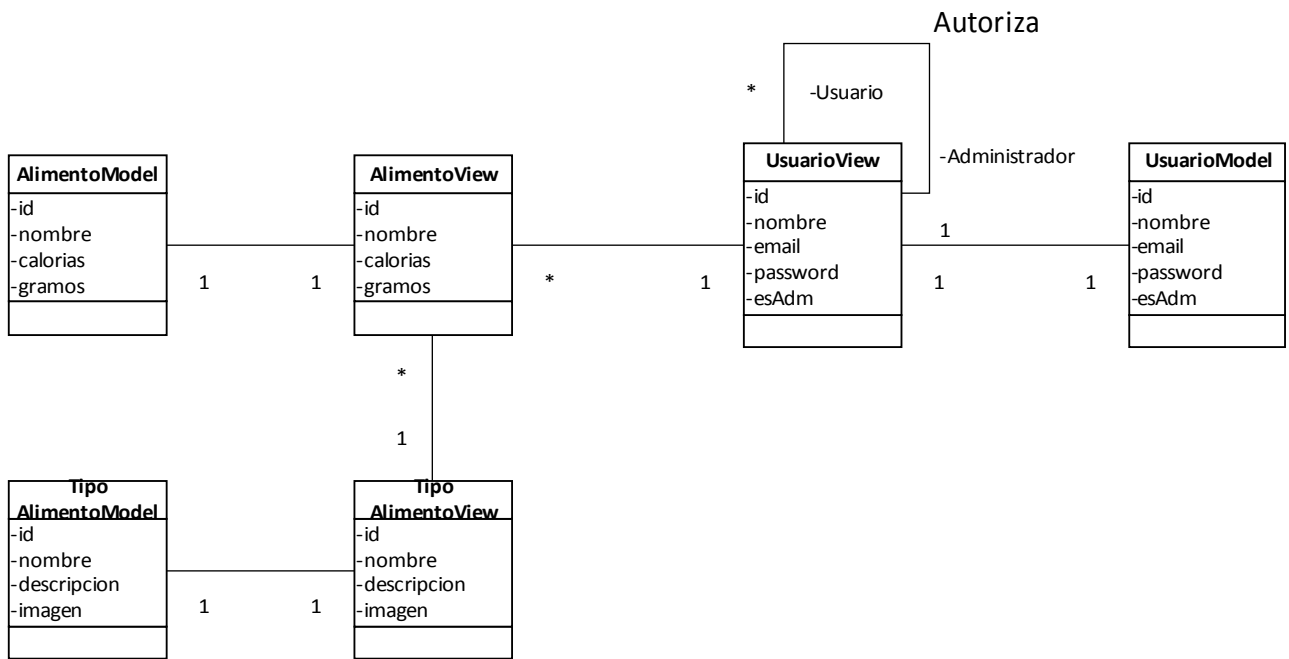 Autoriza
*
-Usuario
-Administrador
AlimentoModel
-id
-nombre
-calorias
-gramos
1
1
AlimentoView
-id
-nombre
-calorias
-gramos
*
1
UsuarioView
-id
-nombre
-email
-password
-esAdm
1
1
1
UsuarioModel
-id
-nombre
-email
-password
-esAdm
*
1
Tipo
AlimentoModel
-id
-nombre
-descripcion
-imagen
1
1
Tipo
AlimentoView
-id
-nombre
-descripcion
-imagen